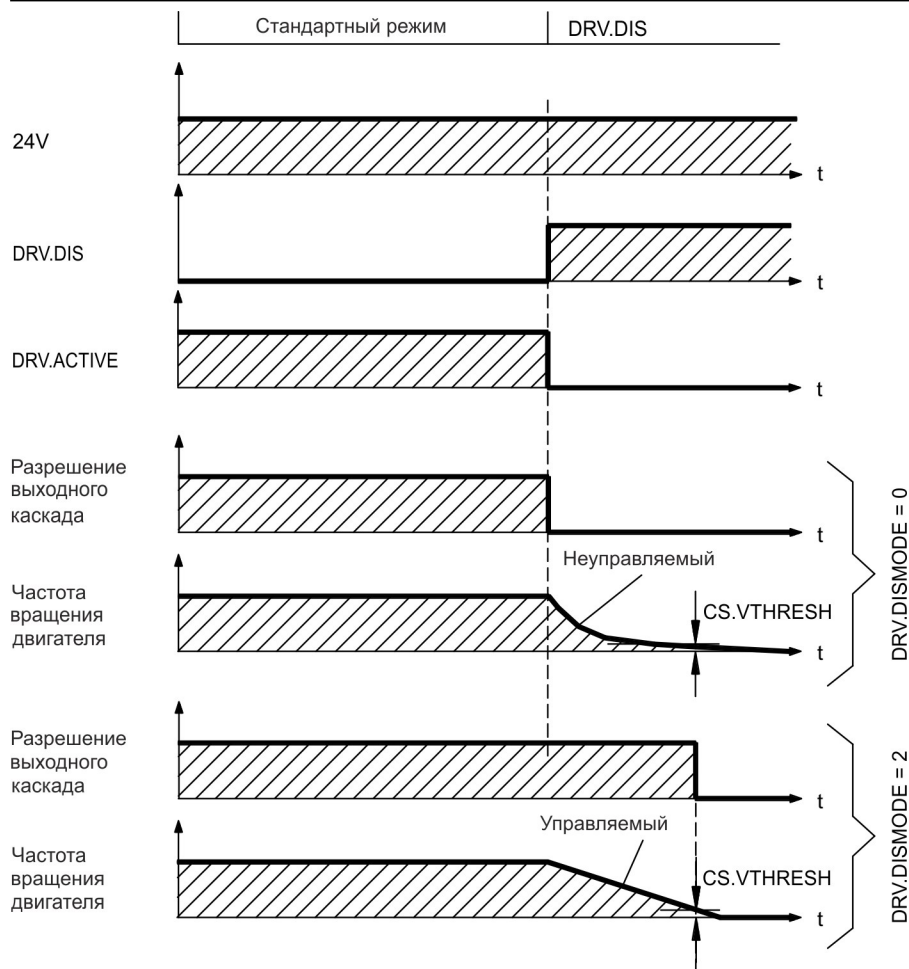 Стандартный режим
DRV.DIS
24V
t
DRV.DIS
t
DRV.ACTIVE
t
Разрешение
выходного
каскада
t
Неуправляемый
Частота
вращения
двигателя
CS.VTHRESH
t
DRV.DISMODE = 0
Разрешение
выходного
каскада
t
Управляемый
Частота
вращения
двигателя
CS.VTHRESH
t
DRV.DISMODE = 2